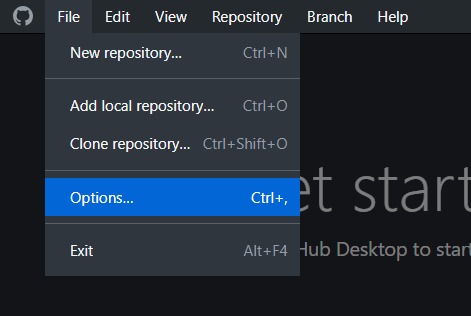 File Edit View Repository Branch Help
New repository... Ctrl+N
Add local repository... Ctrl+O
Clone repository... Ctrl+Shift+O
Options... Ctrl+,
Exit Alt+F4
et start
Hub Desktop to start